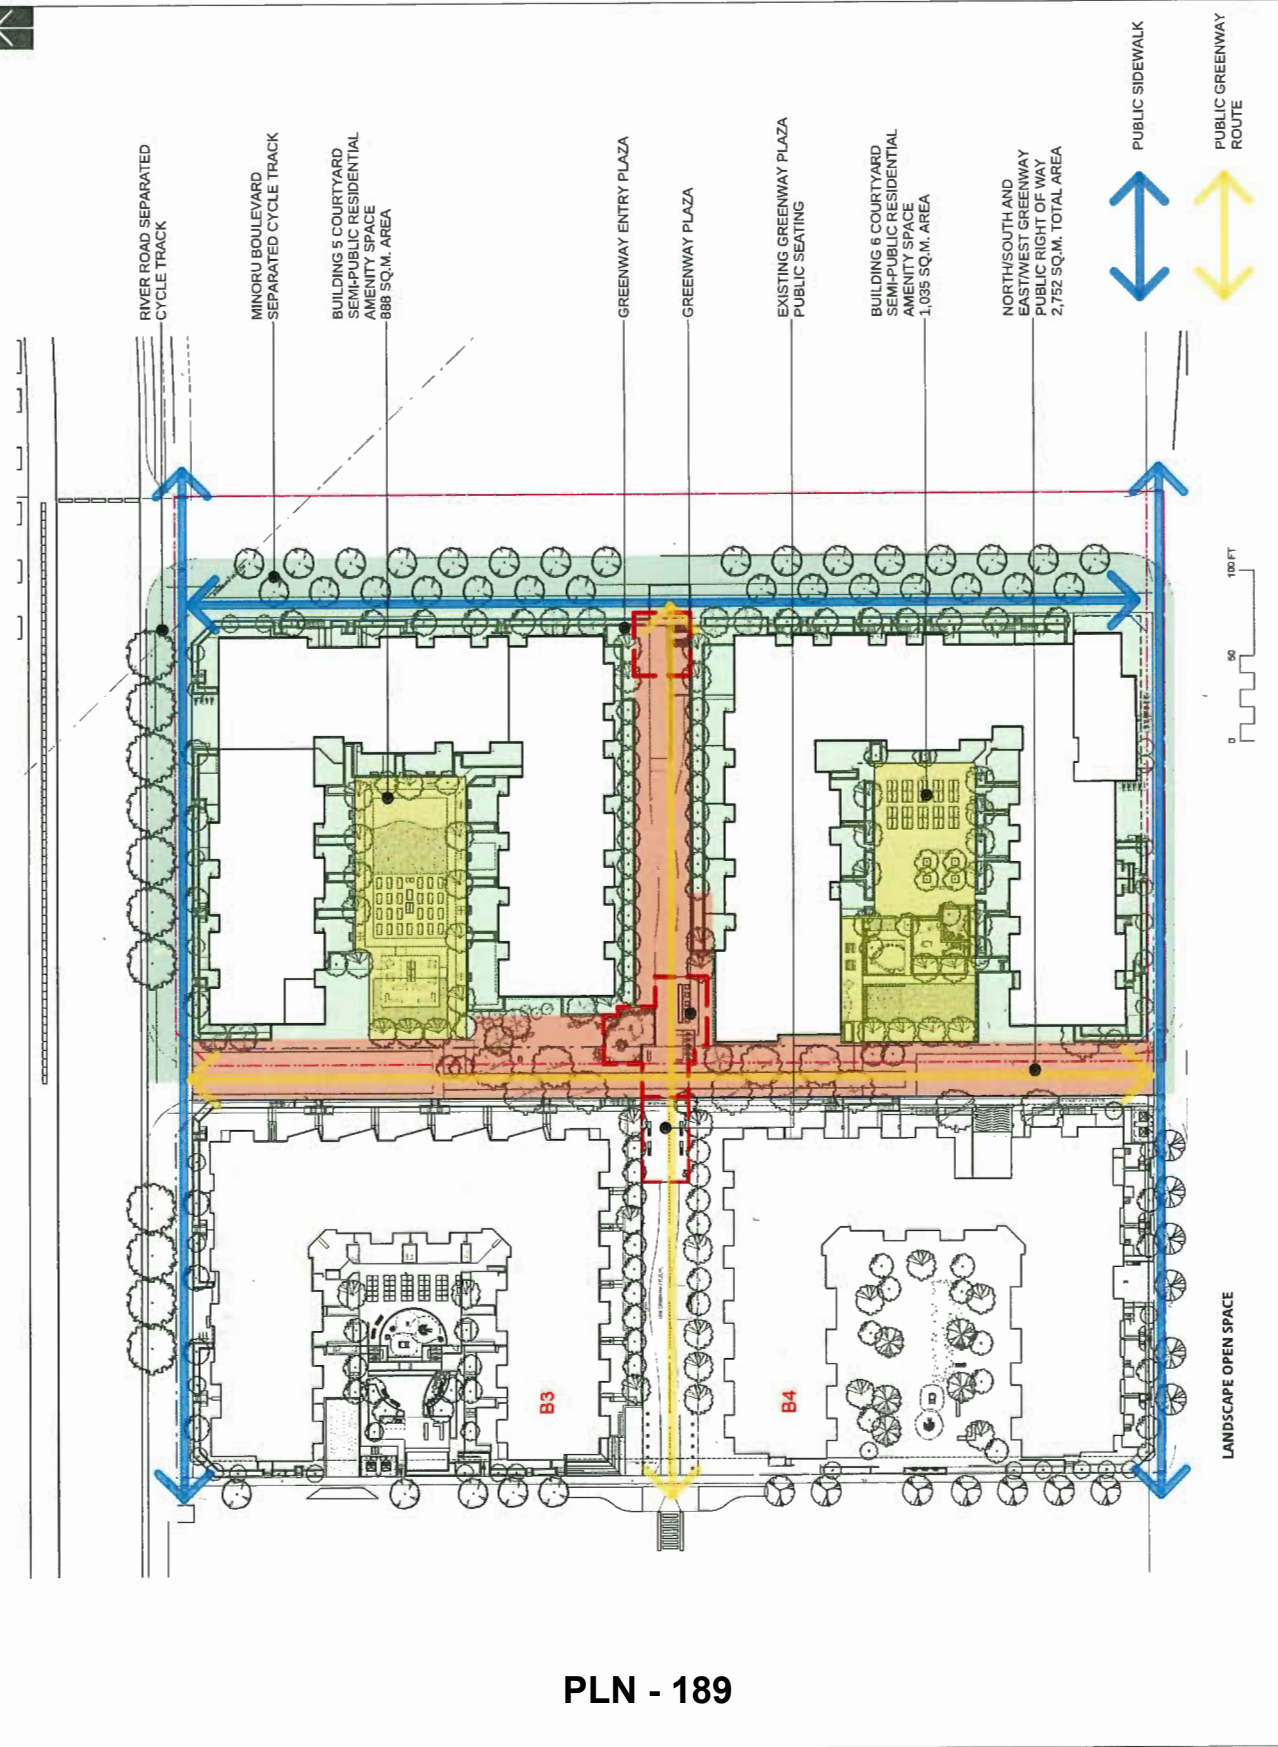 RIVER ROAD SEPARATED
CYCLE TRACK
MINORU BOULEVARD
SEPARATED CYCLE TRACK
BUILDING 5 COURTYARD
SEMI-PUBLIC RESIDENTIAL
AMENITY SPACE
888 SQ.M. AREA
GREENWAY ENTRY PLAZA
GREENWAY PLAZA
EXISTING GREENWAY PLAZA
PUBLIC SEATING
BUILDING 6 COURTYARD
SEMI-PUBLIC RESIDENTIAL
AMENITY SPACE
1,035 SQ.M. AREA
NORTH/SOUTH AND
EAST/WEST GREENWAY
PUBLIC RIGHT OF WAY
2,752 SQ.M. TOTAL AREA
PUBLIC SIDEWALK
PUBLIC GREENWAY
ROUTE
0 50 100 FT
B3
B4
LANDSCAPE OPEN SPACE
PLN - 189